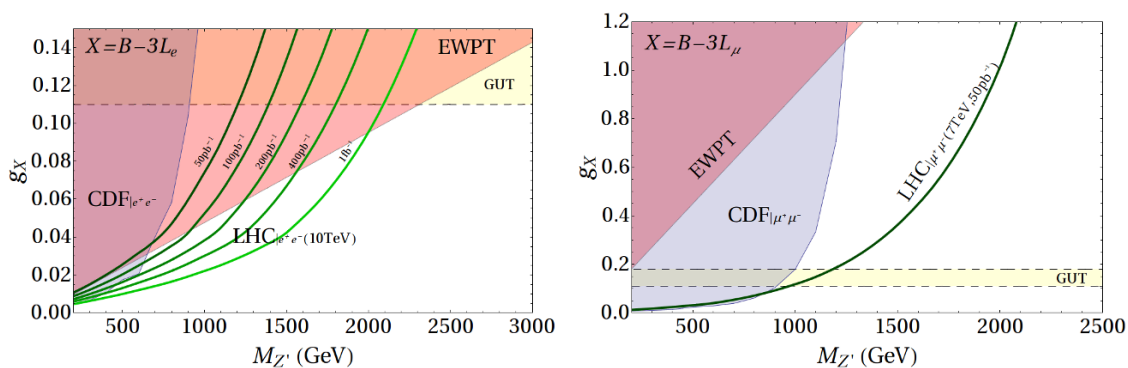 X = B − 3L_e
EWPT
GUT
50pb⁻¹
100pb⁻¹
200pb⁻¹
400pb⁻¹
1fb⁻¹
CDF|e⁺e⁻
LHC|e⁺e⁻(10TeV)
g_X
0.14
0.12
0.10
0.08
0.06
0.04
0.02
0.00
500 1000 1500 2000 2500 3000
M_Z' (GeV)
X = B − 3L_μ
LHC|μ⁺μ⁻(7TeV, 50pb⁻¹)
EWPT
CDF|μ⁺μ⁻
GUT
g_X
1.2
1.0
0.8
0.6
0.4
0.2
0.0
500 1000 1500 2000 2500
M_Z' (GeV)